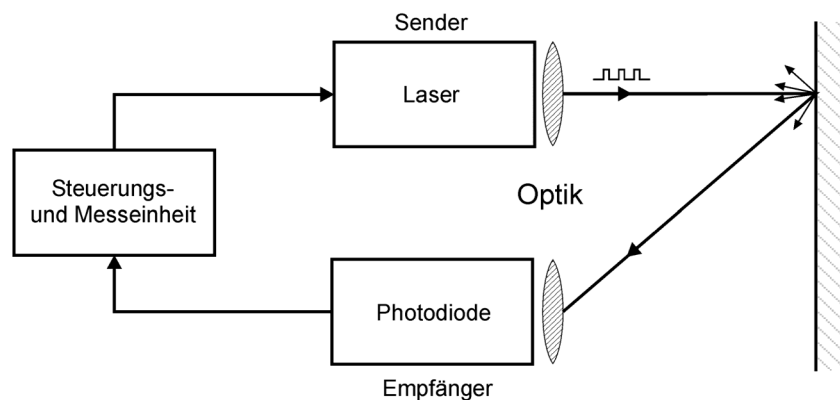 Sender
Laser
Steuerungs-
und Messeinheit
Optik
Photodiode
Empfänger